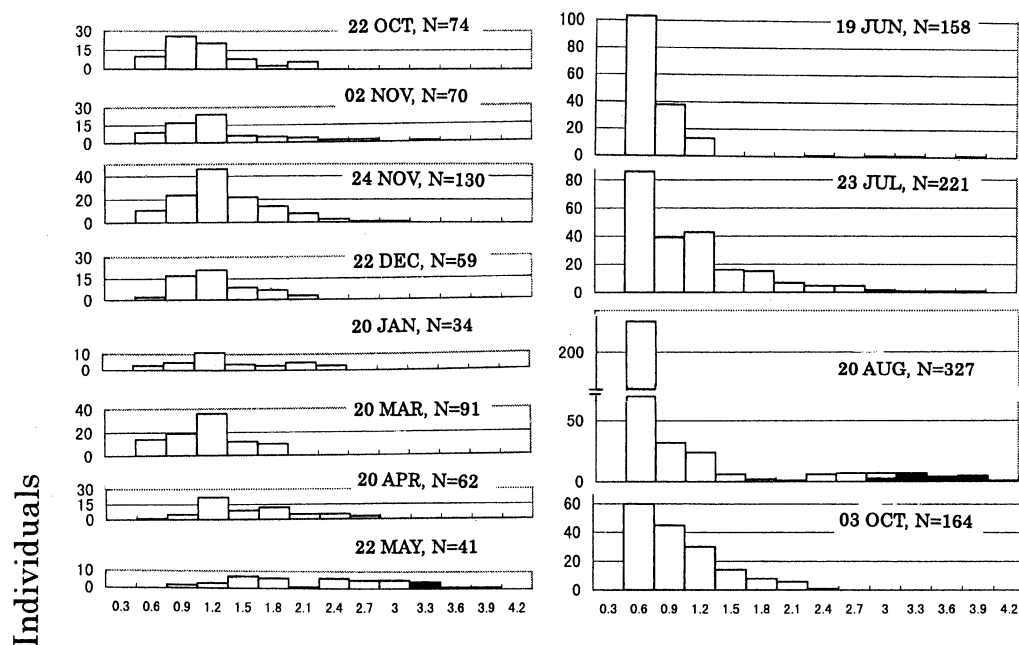 22 OCT, N=74
30
15
0
02 NOV, N=70
30
15
0
24 NOV, N=130
40
20
0
22 DEC, N=59
30
15
0
20 JAN, N=34
10
0
20 MAR, N=91
40
20
0
20 APR, N=62
30
15
0
22 MAY, N=41
10
0
0.3 0.6 0.9 1.2 1.5 1.8 2.1 2.4 2.7 3 3.3 3.6 3.9 4.2
Individuals
19 JUN, N=158
100
80
60
40
20
0
23 JUL, N=221
80
60
40
20
0
200
20 AUG, N=327
50
0
03 OCT, N=164
60
40
20
0
0.3 0.6 0.9 1.2 1.5 1.8 2.1 2.4 2.7 3 3.3 3.6 3.9 4.2